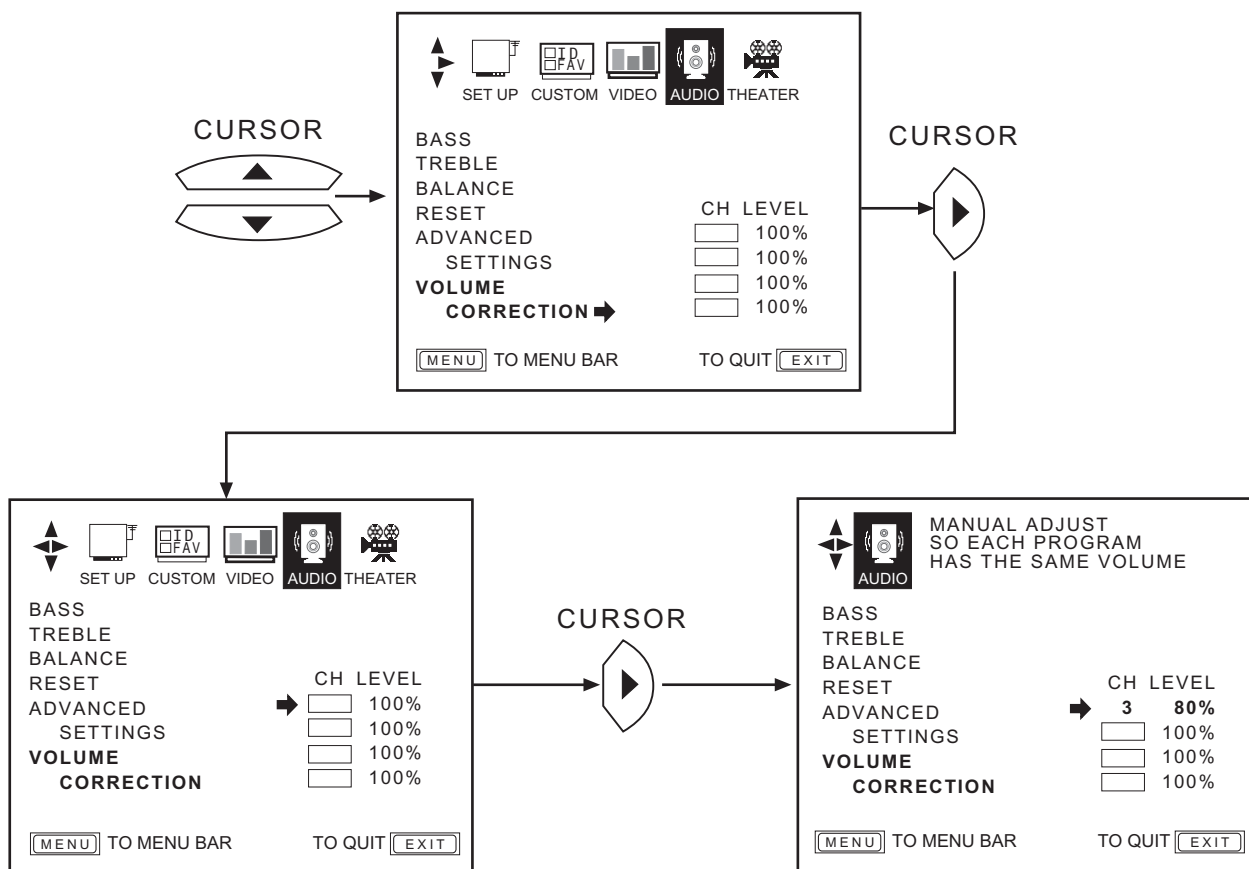 ID
FAV
SET UP CUSTOM VIDEO AUDIO THEATER
CURSOR
BASS
TREBLE
BALANCE
RESET
ADVANCED
SETTINGS
VOLUME
CORRECTION
CH LEVEL
100%
100%
100%
100%
MENU TO MENU BAR TO QUIT EXIT
CURSOR
ID
FAV
SET UP CUSTOM VIDEO AUDIO THEATER
BASS
TREBLE
BALANCE
RESET
ADVANCED
SETTINGS
VOLUME
CORRECTION
CH LEVEL
100%
100%
100%
100%
MENU TO MENU BAR TO QUIT EXIT
CURSOR
AUDIO
MANUAL ADJUST
SO EACH PROGRAM
HAS THE SAME VOLUME
BASS
TREBLE
BALANCE
RESET
ADVANCED
SETTINGS
VOLUME
CORRECTION
CH LEVEL
3 80%
100%
100%
100%
MENU TO MENU BAR TO QUIT EXIT